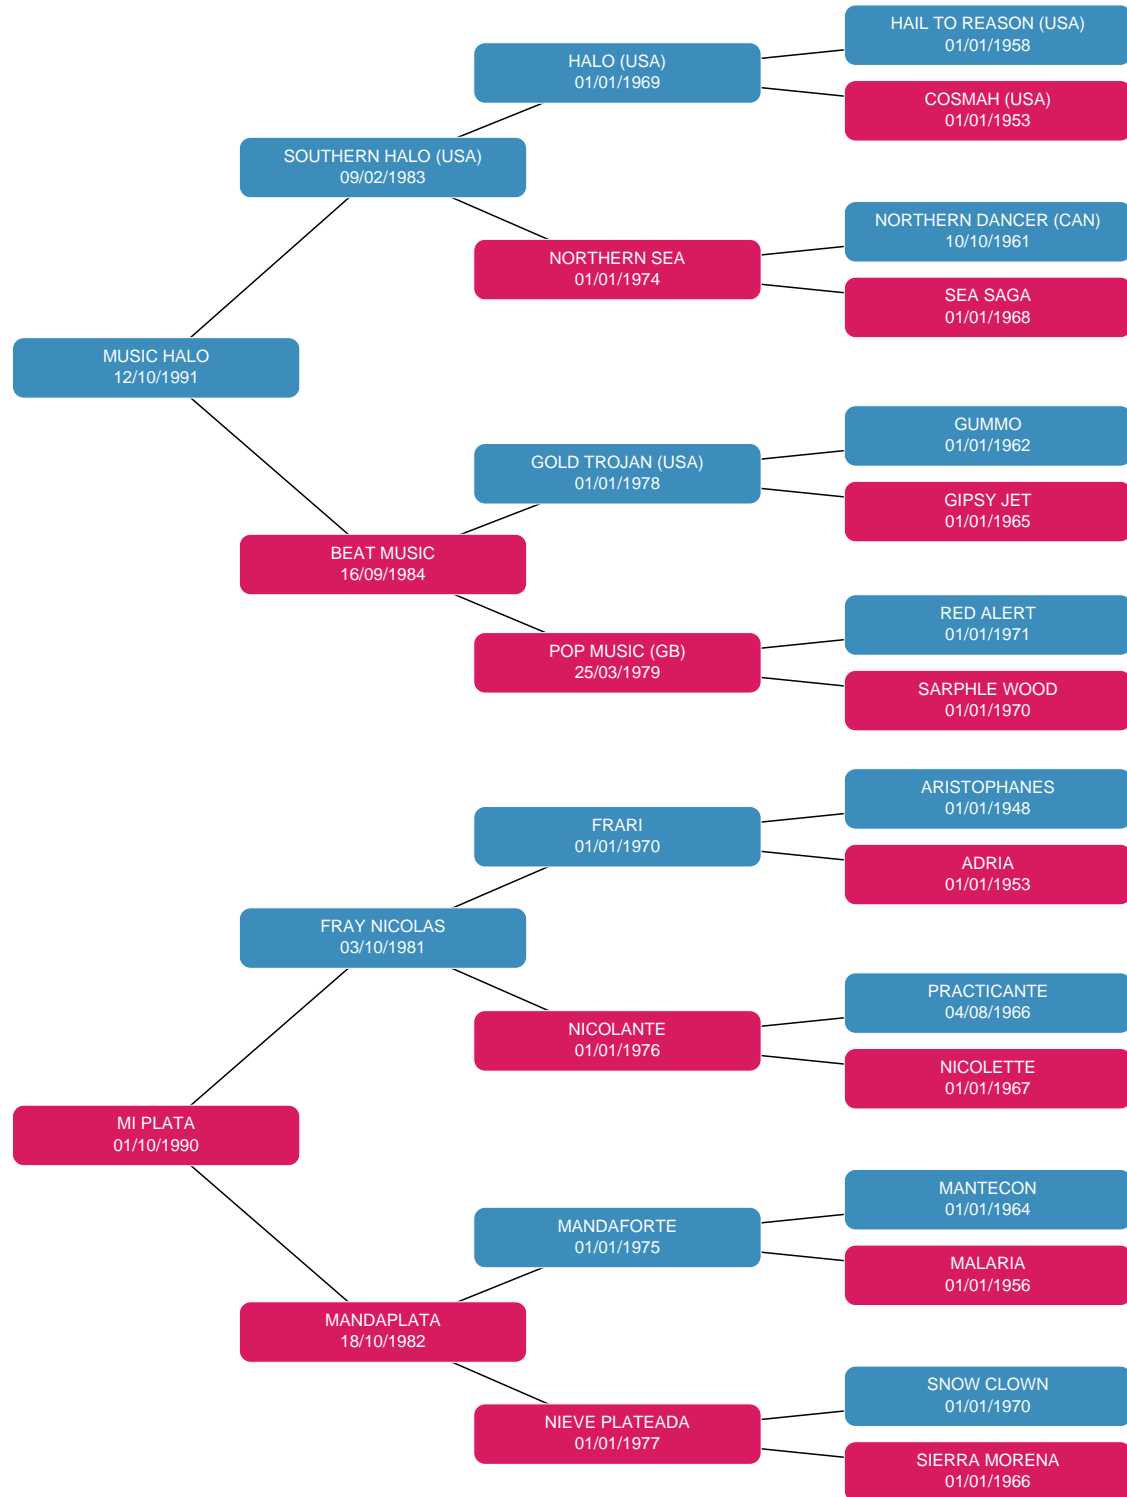 HAIL TO REASON (USA)
01/01/1958
HALO (USA)
01/01/1969
COSMAH (USA)
01/01/1953
SOUTHERN HALO (USA)
09/02/1983
NORTHERN DANCER (CAN)
10/10/1961
NORTHERN SEA
01/01/1974
SEA SAGA
01/01/1968
MUSIC HALO
12/10/1991
GUMMO
01/01/1962
GOLD TROJAN (USA)
01/01/1978
GIPSY JET
01/01/1965
BEAT MUSIC
16/09/1984
RED ALERT
01/01/1971
POP MUSIC (GB)
25/03/1979
SARPHLE WOOD
01/01/1970
ARISTOPHANES
01/01/1948
FRARI
01/01/1970
ADRIA
01/01/1953
FRAY NICOLAS
03/10/1981
PRACTICANTE
04/08/1966
NICOLANTE
01/01/1976
NICOLETTE
01/01/1967
MI PLATA
01/10/1990
MANTECON
01/01/1964
MANDAFORTE
01/01/1975
MALARIA
01/01/1956
MANDAPLATA
18/10/1982
SNOW CLOWN
01/01/1970
NIEVE PLATEADA
01/01/1977
SIERRA MORENA
01/01/1966